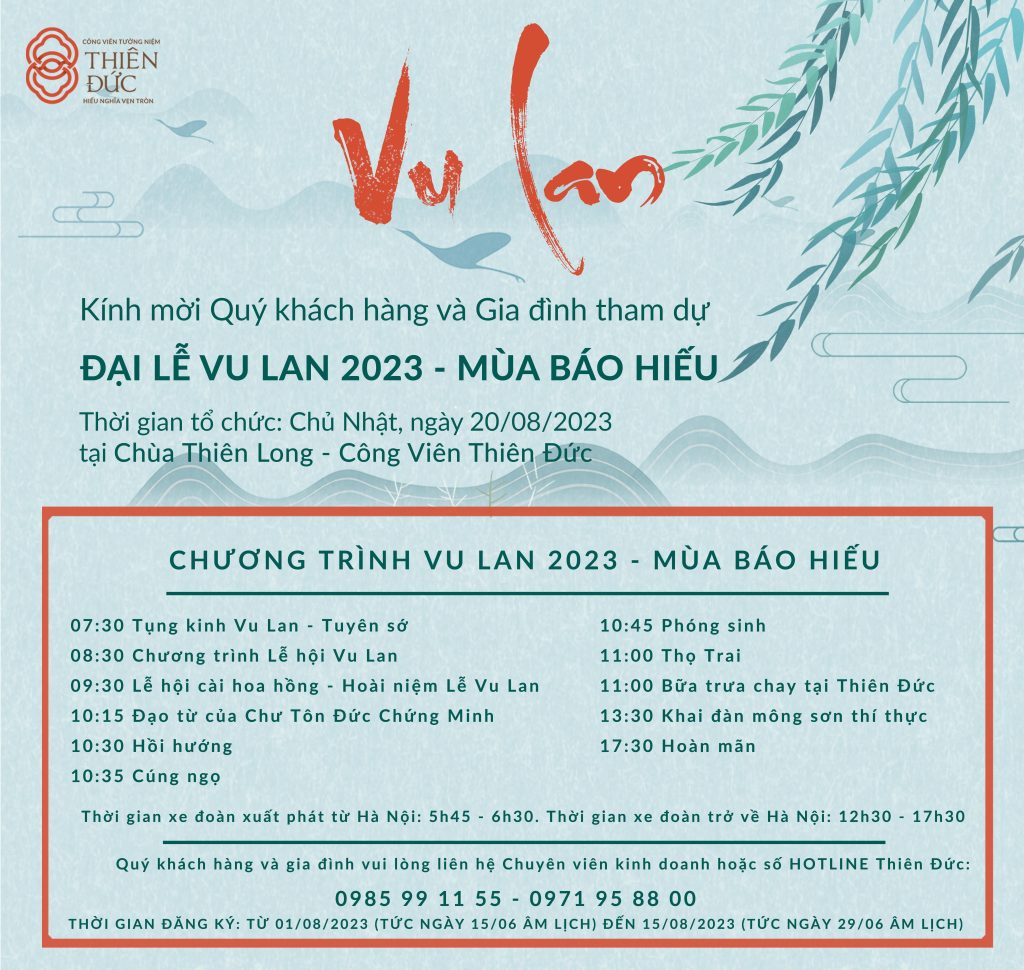 CÔNG VIÊN TƯỞNG NIỆM
THIÊN
ĐỨC
HIẾU NGHĨA VẸN TRÒN
Vu Lan
Kính mời Quý khách hàng và Gia đình tham dự
ĐẠI LỄ VU LAN 2023 - MÙA BÁO HIẾU
Thời gian tổ chức: Chủ Nhật, ngày 20/08/2023
tại Chùa Thiên Long - Công Viên Thiên Đức
CHƯƠNG TRÌNH VU LAN 2023 - MÙA BÁO HIẾU
07:30 Tụng kinh Vu Lan - Tuyên sớ
08:30 Chương trình Lễ hội Vu Lan
09:30 Lễ hội cài hoa hồng - Hoài niệm Lễ Vu Lan
10:15 Đạo từ của Chư Tôn Đức Chứng Minh
10:30 Hồi hướng
10:35 Cúng ngọ
10:45 Phóng sinh
11:00 Thọ Trai
11:00 Bữa trưa chay tại Thiên Đức
13:30 Khai đàn mông sơn thí thực
17:30 Hoàn mãn
Thời gian xe đoàn xuất phát từ Hà Nội: 5h45 - 6h30. Thời gian xe đoàn trở về Hà Nội: 12h30 - 17h30
Quý khách hàng và gia đình vui lòng liên hệ Chuyên viên kinh doanh hoặc số HOTLINE Thiên Đức:
0985 99 11 55 - 0971 95 88 00
THỜI GIAN ĐĂNG KÝ: TỪ 01/08/2023 (TỨC NGÀY 15/06 ÂM LỊCH) ĐẾN 15/08/2023 (TỨC NGÀY 29/06 ÂM LỊCH)